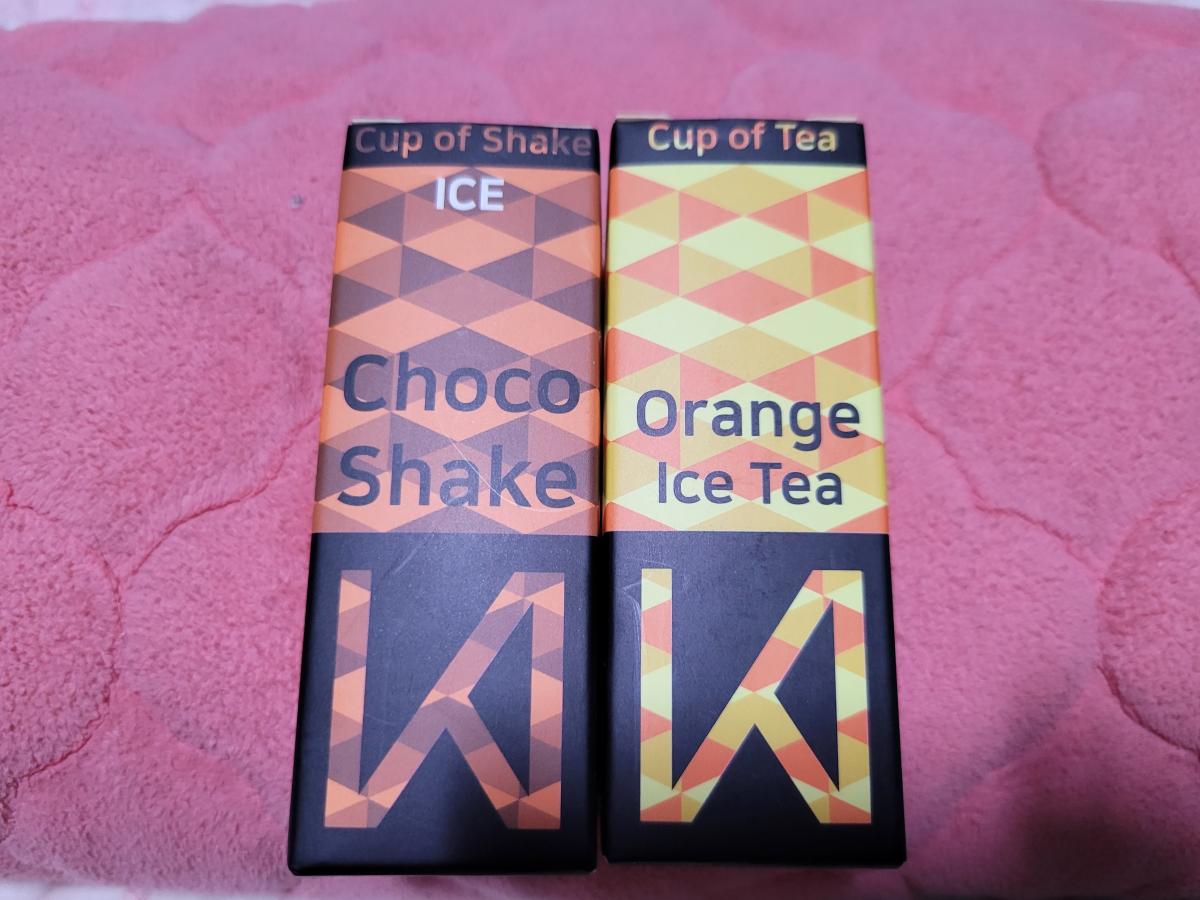 Cup of Shake
ICE
Choco
Shake
Cup of Tea
Orange
Ice Tea